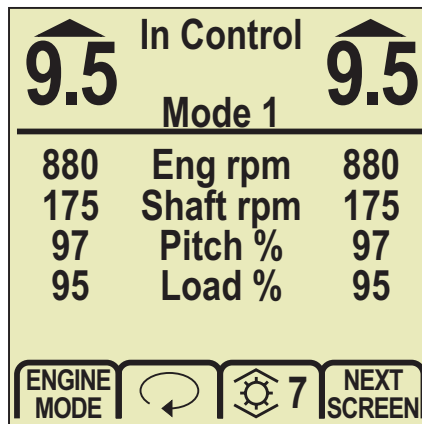 In Control
9.5 9.5
Mode 1
880 Eng rpm 880
175 Shaft rpm 175
97 Pitch % 97
95 Load % 95
ENGINE MODE 7 NEXT SCREEN